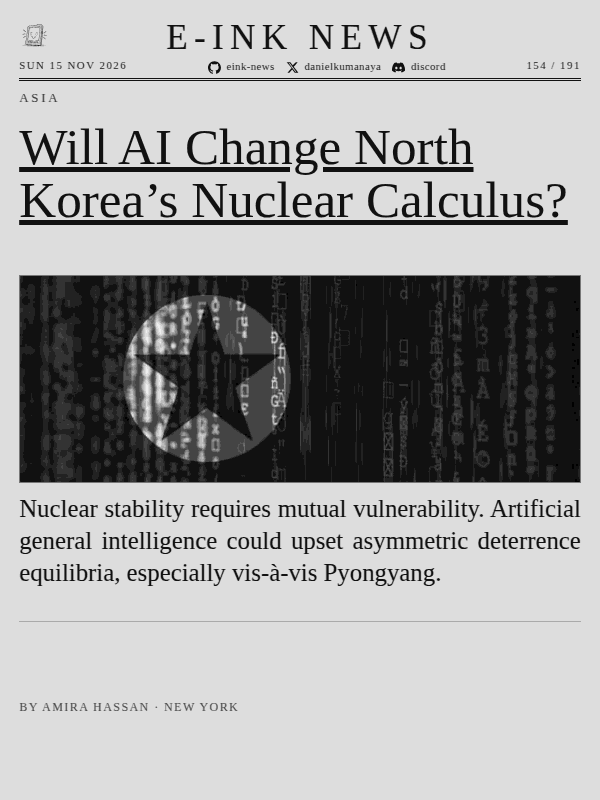 E-INK NEWS
SUN 15 NOV 2026
eink-news
danielkumanaya
discord
154 / 191
ASIA
Will AI Change North
Korea’s Nuclear Calculus?
Nuclear stability requires mutual vulnerability. Artificial
general intelligence could upset asymmetric deterrence
equilibria, especially vis-à-vis Pyongyang.
BY AMIRA HASSAN · NEW YORK